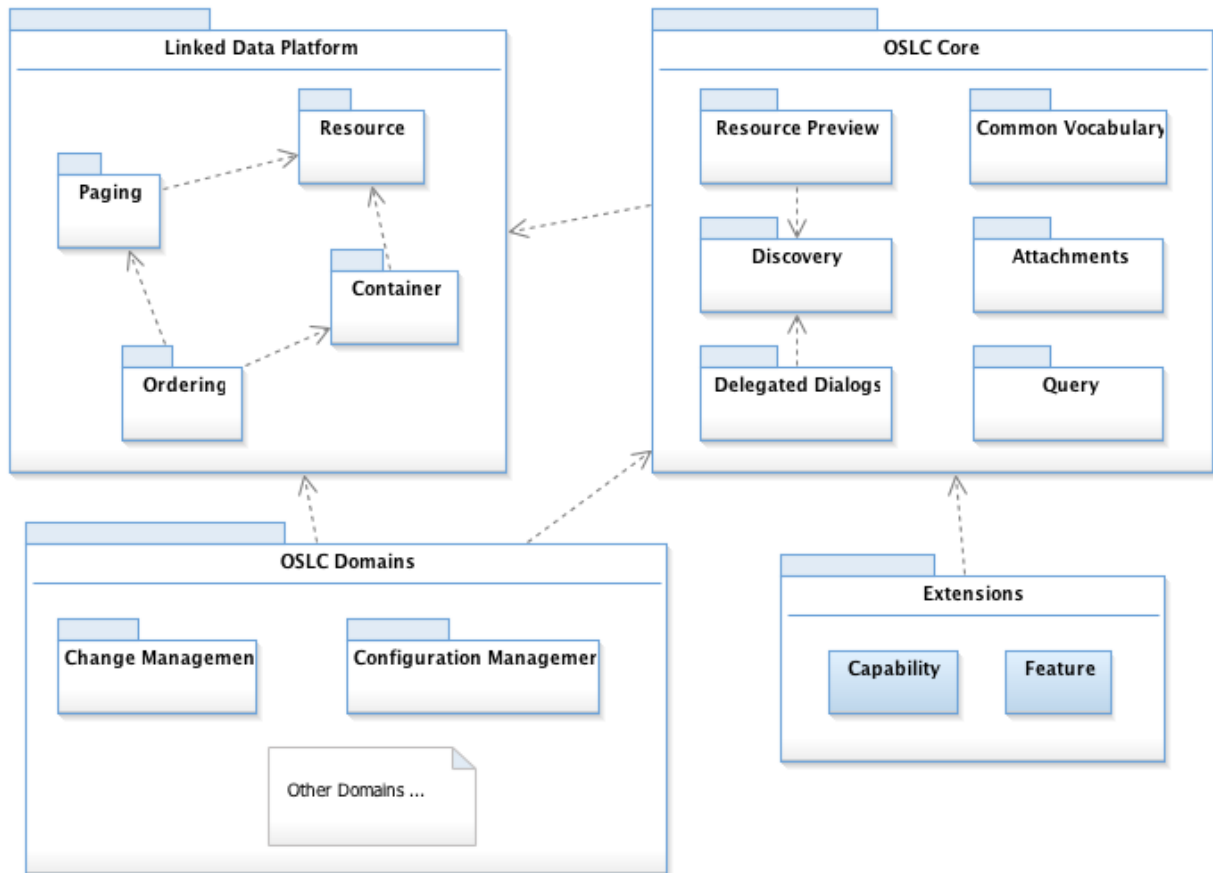 Linked Data Platform
Resource
Paging
Container
Ordering
OSLC Core
Resource Preview
Common Vocabulary
Discovery
Attachments
Delegated Dialogs
Query
OSLC Domains
Change Managemen
Configuration Managemer
Other Domains ...
Extensions
Capability
Feature